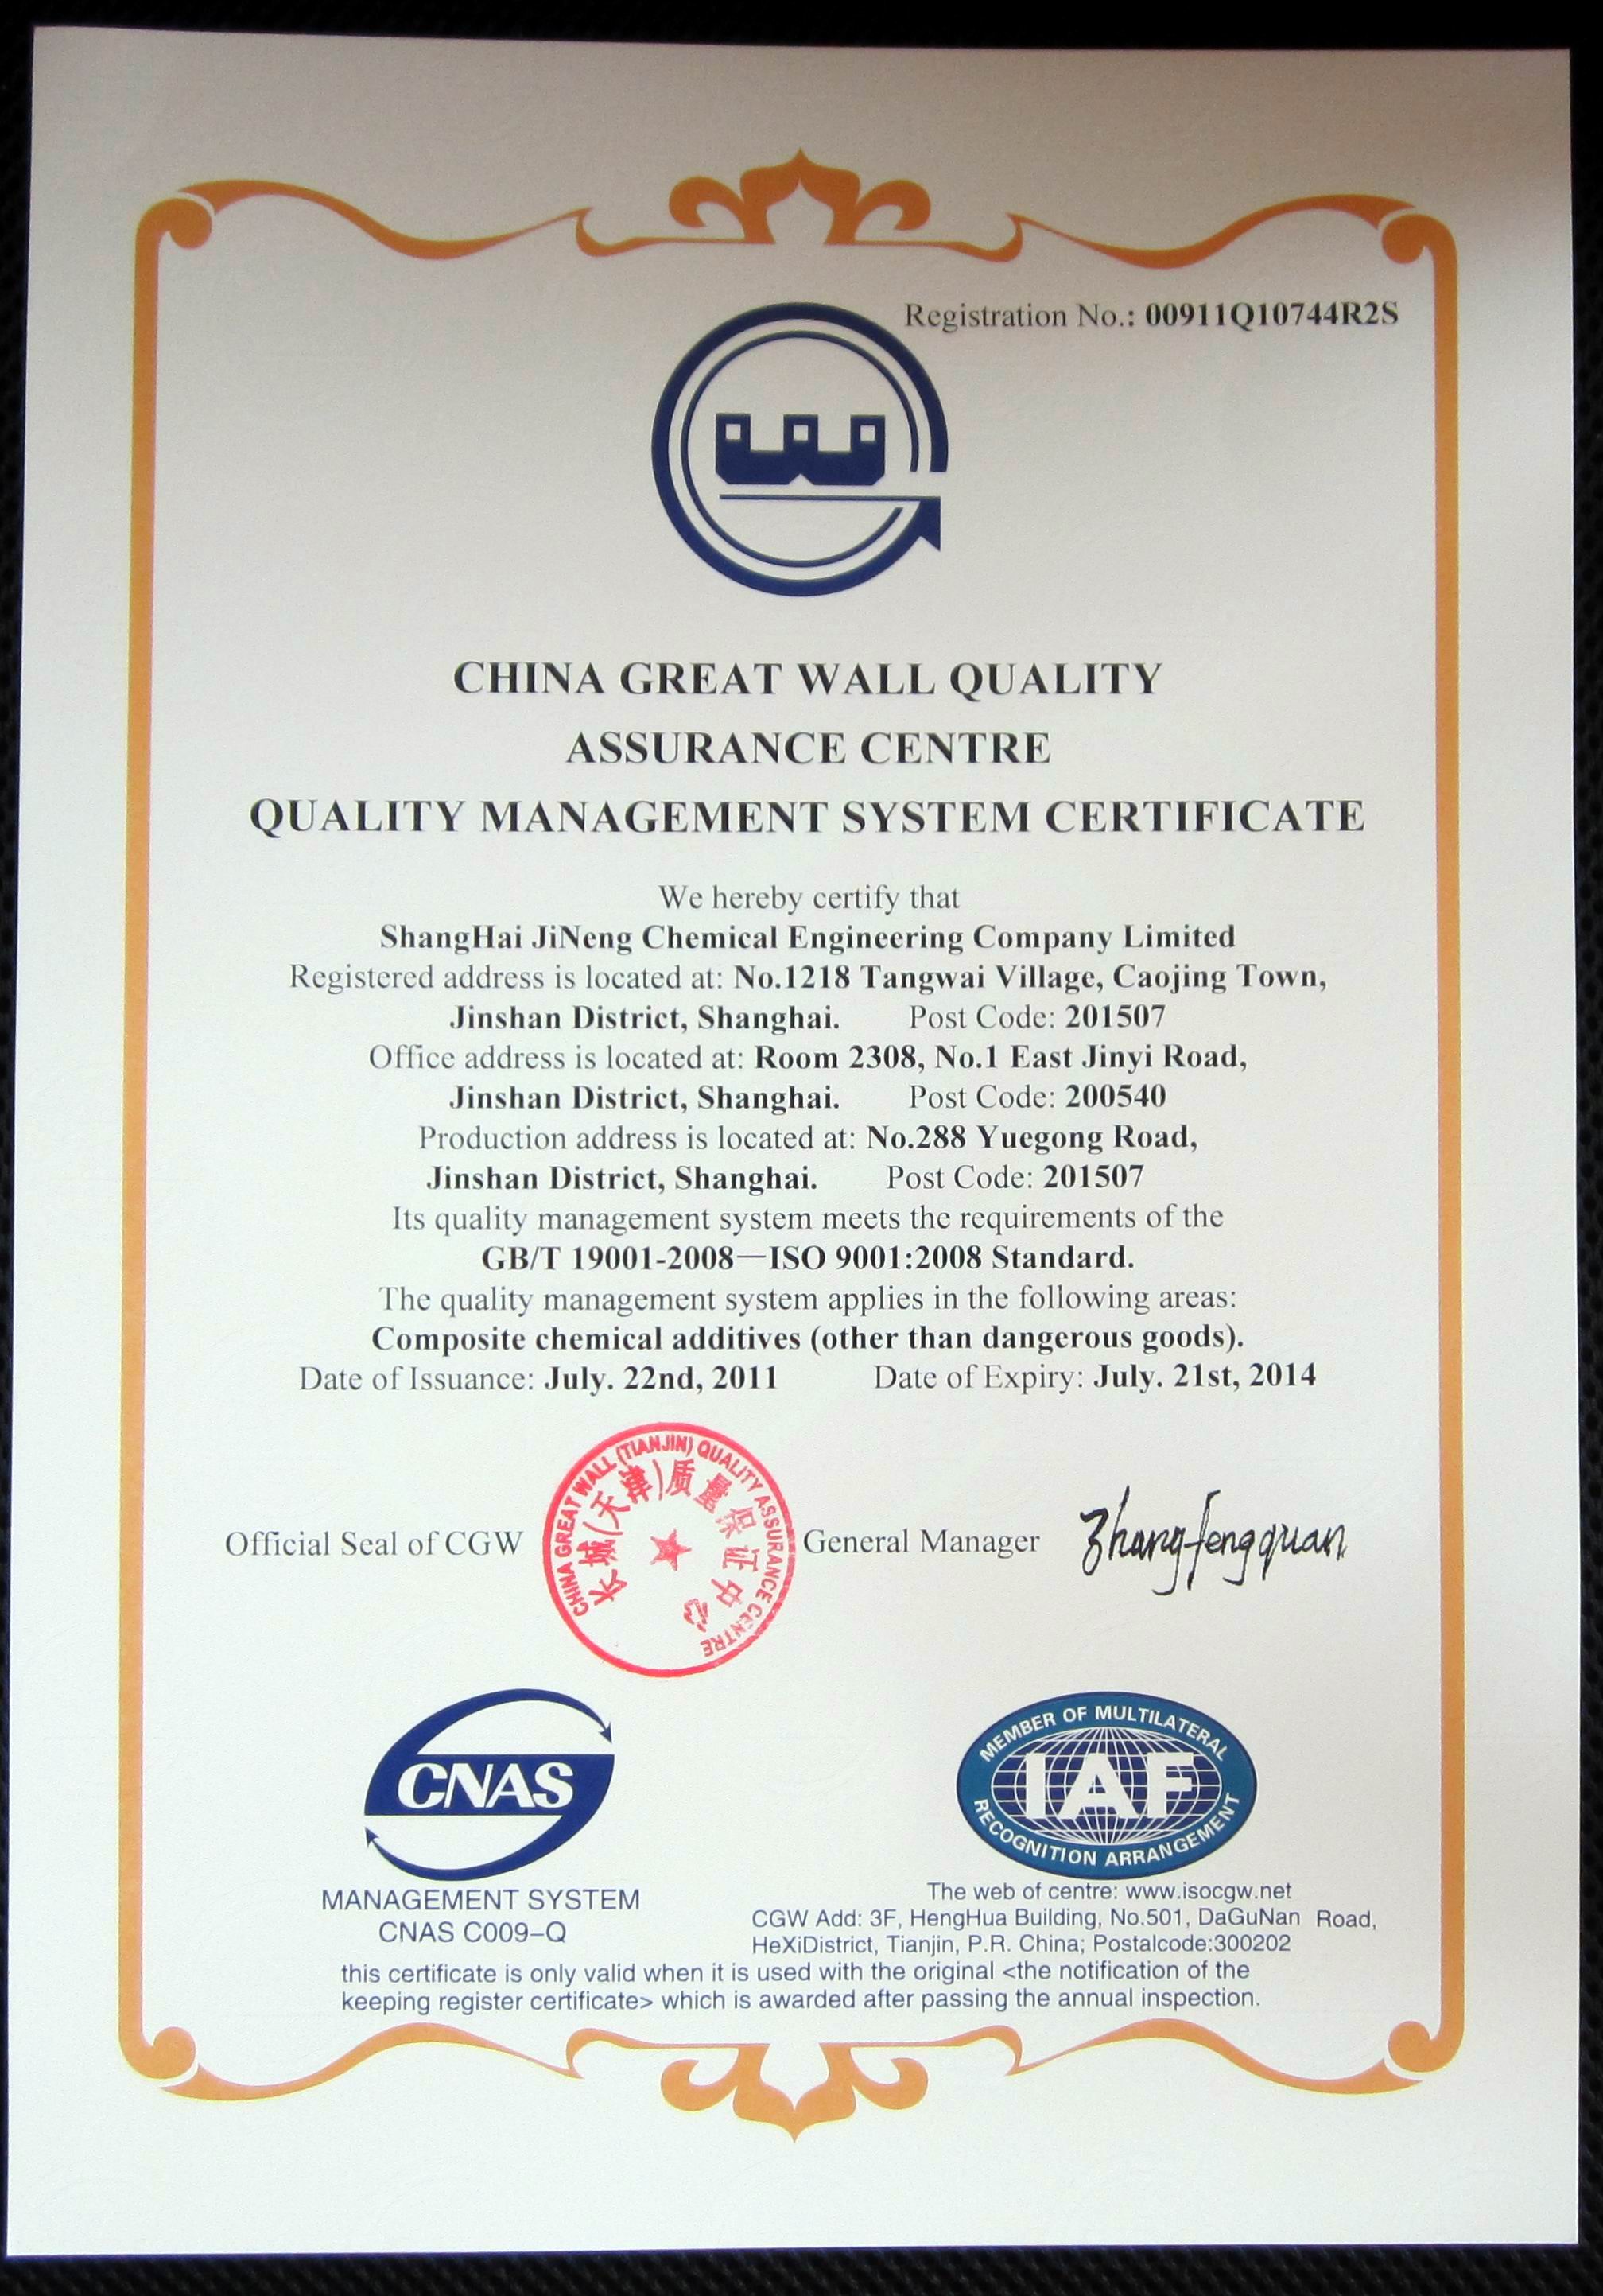 Registration No.: 00911Q10744R2S
CHINA GREAT WALL QUALITY
ASSURANCE CENTRE
QUALITY MANAGEMENT SYSTEM CERTIFICATE
We hereby certify that
ShangHai JiNeng Chemical Engineering Company Limited
Registered address is located at: No.1218 Tangwai Village, Caojing Town,
Jinshan District, Shanghai. Post Code: 201507
Office address is located at: Room 2308, No.1 East Jinyi Road,
Jinshan District, Shanghai. Post Code: 200540
Production address is located at: No.288 Yuegong Road,
Jinshan District, Shanghai. Post Code: 201507
Its quality management system meets the requirements of the
GB/T 19001-2008—ISO 9001:2008 Standard.
The quality management system applies in the following areas:
Composite chemical additives (other than dangerous goods).
Date of Issuance: July. 22nd, 2011 Date of Expiry: July. 21st, 2014
Official Seal of CGW
CHINA GREAT WALL (TIANJIN) QUALITY ASSURANCE CENTRE
长城(天津)质量保证中心
General Manager Zhangfengquan
CNAS
MANAGEMENT SYSTEM
CNAS C009-Q
MEMBER OF MULTILATERAL
IAF
RECOGNITION ARRANGEMENT
The web of centre: www.isocgw.net
CGW Add: 3F, HengHua Building, No.501, DaGuNan Road,
HeXiDistrict, Tianjin, P.R. China; Postalcode:300202
this certificate is only valid when it is used with the original <the notification of the
keeping register certificate> which is awarded after passing the annual inspection.